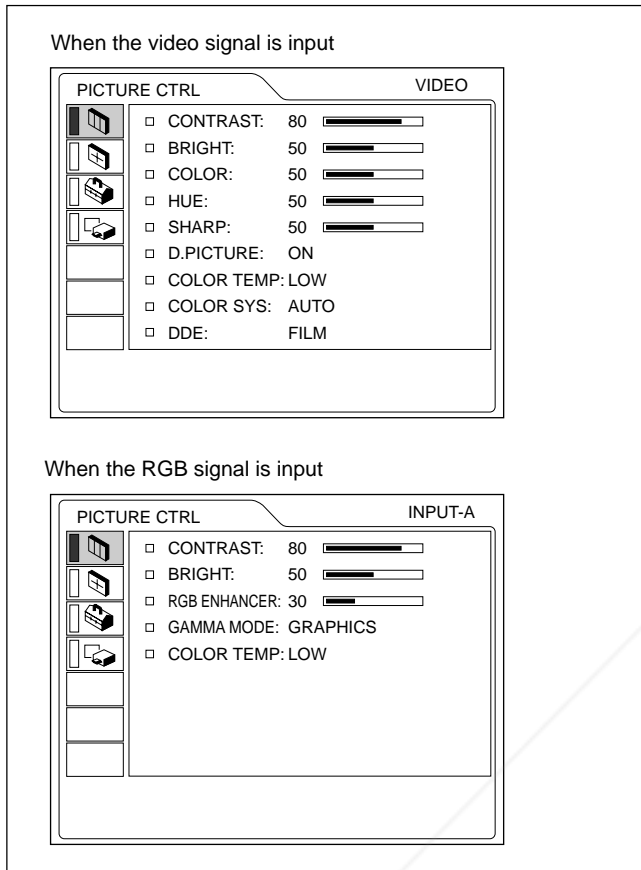 When the video signal is input
PICTURE CTRL VIDEO
CONTRAST: 80
BRIGHT: 50
COLOR: 50
HUE: 50
SHARP: 50
D.PICTURE: ON
COLOR TEMP: LOW
COLOR SYS: AUTO
DDE: FILM
When the RGB signal is input
PICTURE CTRL INPUT-A
CONTRAST: 80
BRIGHT: 50
RGB ENHANCER: 30
GAMMA MODE: GRAPHICS
COLOR TEMP: LOW